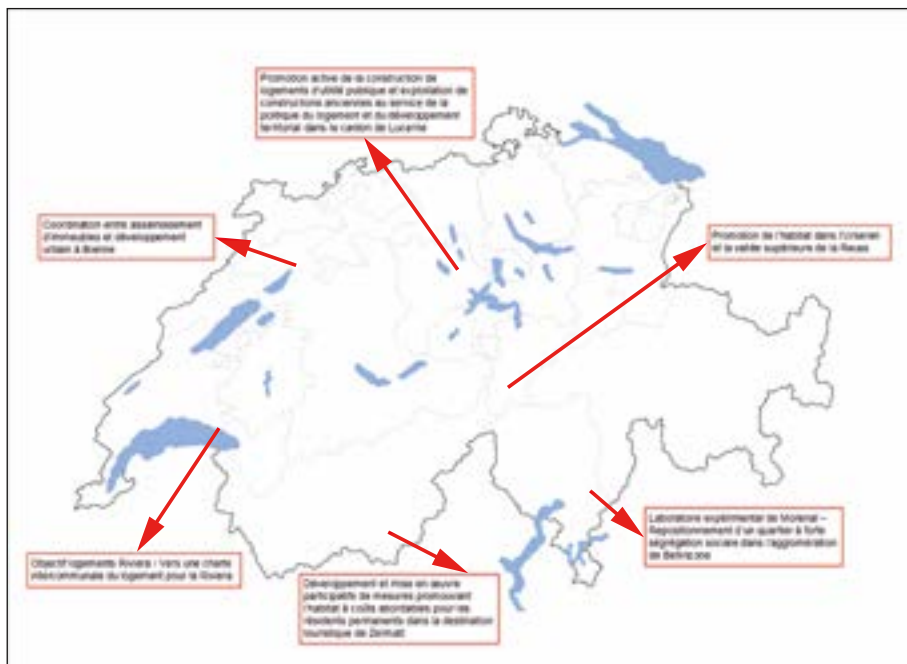 Promotion active de la construction de
logements d'utilité publique et exploitation de
constructions anciennes au service de la
politique du logement et du développement
territorial dans le canton de Lucerne
Coordination entre assainissement
d'immeubles et développement
urbain à Bienne
Promotion de l'habitat dans l'Urserental
et la vallée supérieure de la Reuss
Objectif logements Riviera / Vers une charte
intercommunale du logement pour la Riviera
Développement et mise en œuvre
participatifs de mesures promouvant
l'habitat à coûts abordables pour les
résidents permanents dans la destination
touristique de Zermatt
Laboratoire expérimental de Morenal –
Repositionnement d'un quartier à forte
ségrégation sociale dans l'agglomération
de Bellinzone